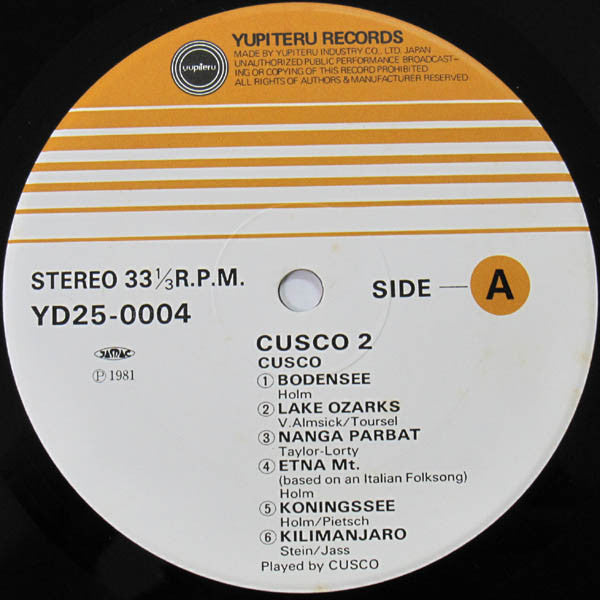 yupiteru
YUPITERU RECORDS
MADE BY YUPITERU INDUSTRY CO., LTD. JAPAN
UNAUTHORIZED PUBLIC PERFORMANCE BROADCAST-
ING OR COPYING OF THIS RECORD PROHIBITED
ALL RIGHTS OF AUTHORS & MANUFACTURER RESERVED.
STEREO 33 1/3 R.P.M.
YD25-0004
SIDE — A
JASRAC
Ⓟ 1981
CUSCO 2
CUSCO
① BODENSEE
Holm
② LAKE OZARKS
V.Almsick/Toursel
③ NANGA PARBAT
Taylor-Lorty
④ ETNA Mt.
(based on an Italian Folksong)
Holm
⑤ KONINGSSEE
Holm/Pietsch
⑥ KILIMANJARO
Stein/Jass
Played by CUSCO